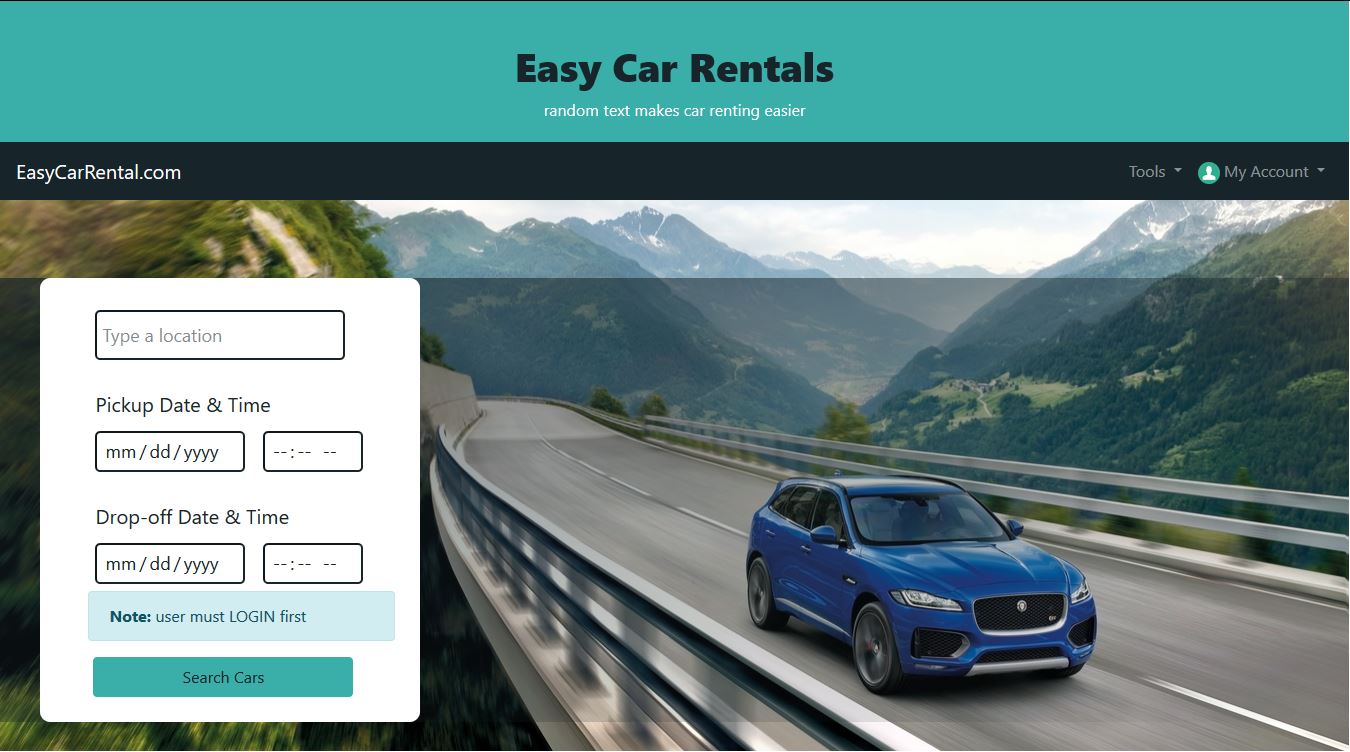 Easy Car Rentals
random text makes car renting easier
EasyCarRental.com
Tools
My Account
Type a location
Pickup Date & Time
mm/dd/yyyy
--:-- --
Drop-off Date & Time
mm/dd/yyyy
--:-- --
Note: user must LOGIN first
Search Cars